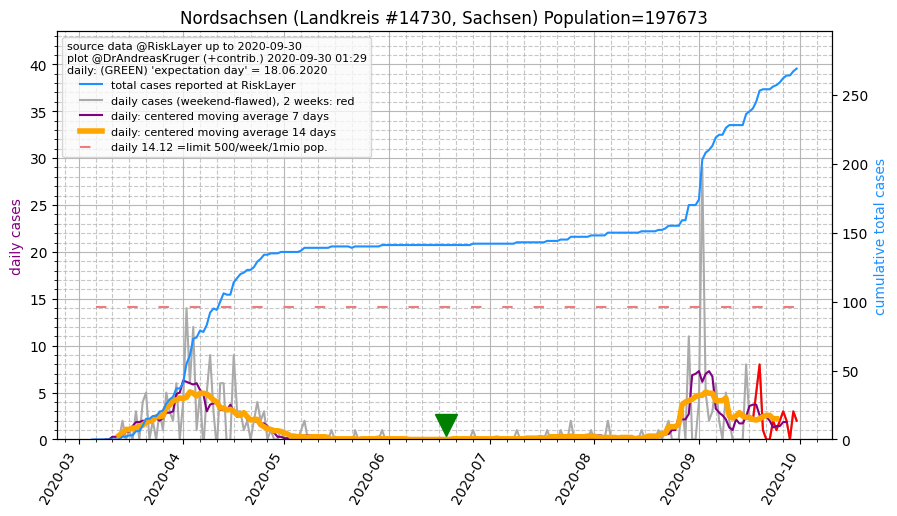 Nordsachsen (Landkreis #14730, Sachsen) Population=197673
source data @RiskLayer up to 2020-09-30
plot @DrAndreasKruger (+contrib.) 2020-09-30 01:29
daily: (GREEN) 'expectation day' = 18.06.2020
total cases reported at RiskLayer
daily cases (weekend-flawed), 2 weeks: red
daily: centered moving average 7 days
daily: centered moving average 14 days
daily 14.12 =limit 500/week/1mio pop.
daily cases
40
35
30
25
20
15
10
5
0
cumulative total cases
250
200
150
100
50
0
2020-03
2020-04
2020-05
2020-06
2020-07
2020-08
2020-09
2020-10